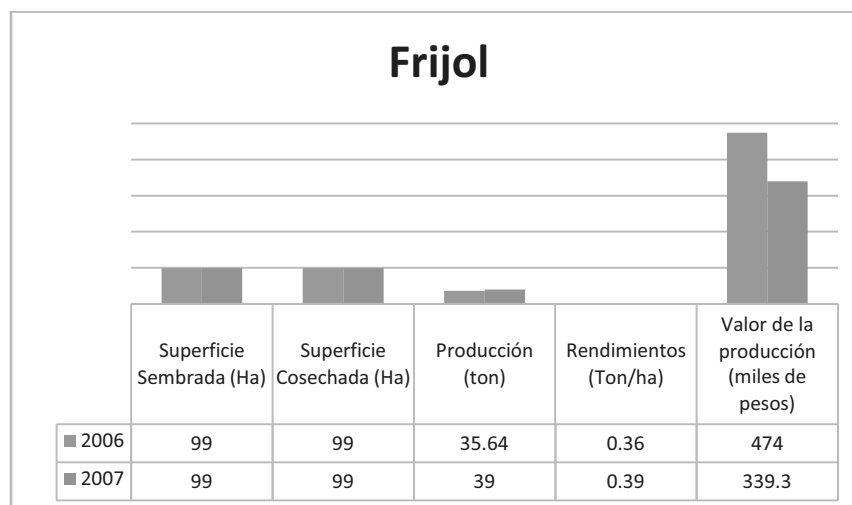 Frijol
Superficie
Sembrada (Ha)
Superficie
Cosechada (Ha)
Producción
(ton)
Rendimientos
(Ton/ha)
Valor de la
producción
(miles de
pesos)
2006 99 99 35.64 0.36 474
2007 99 99 39 0.39 339.3